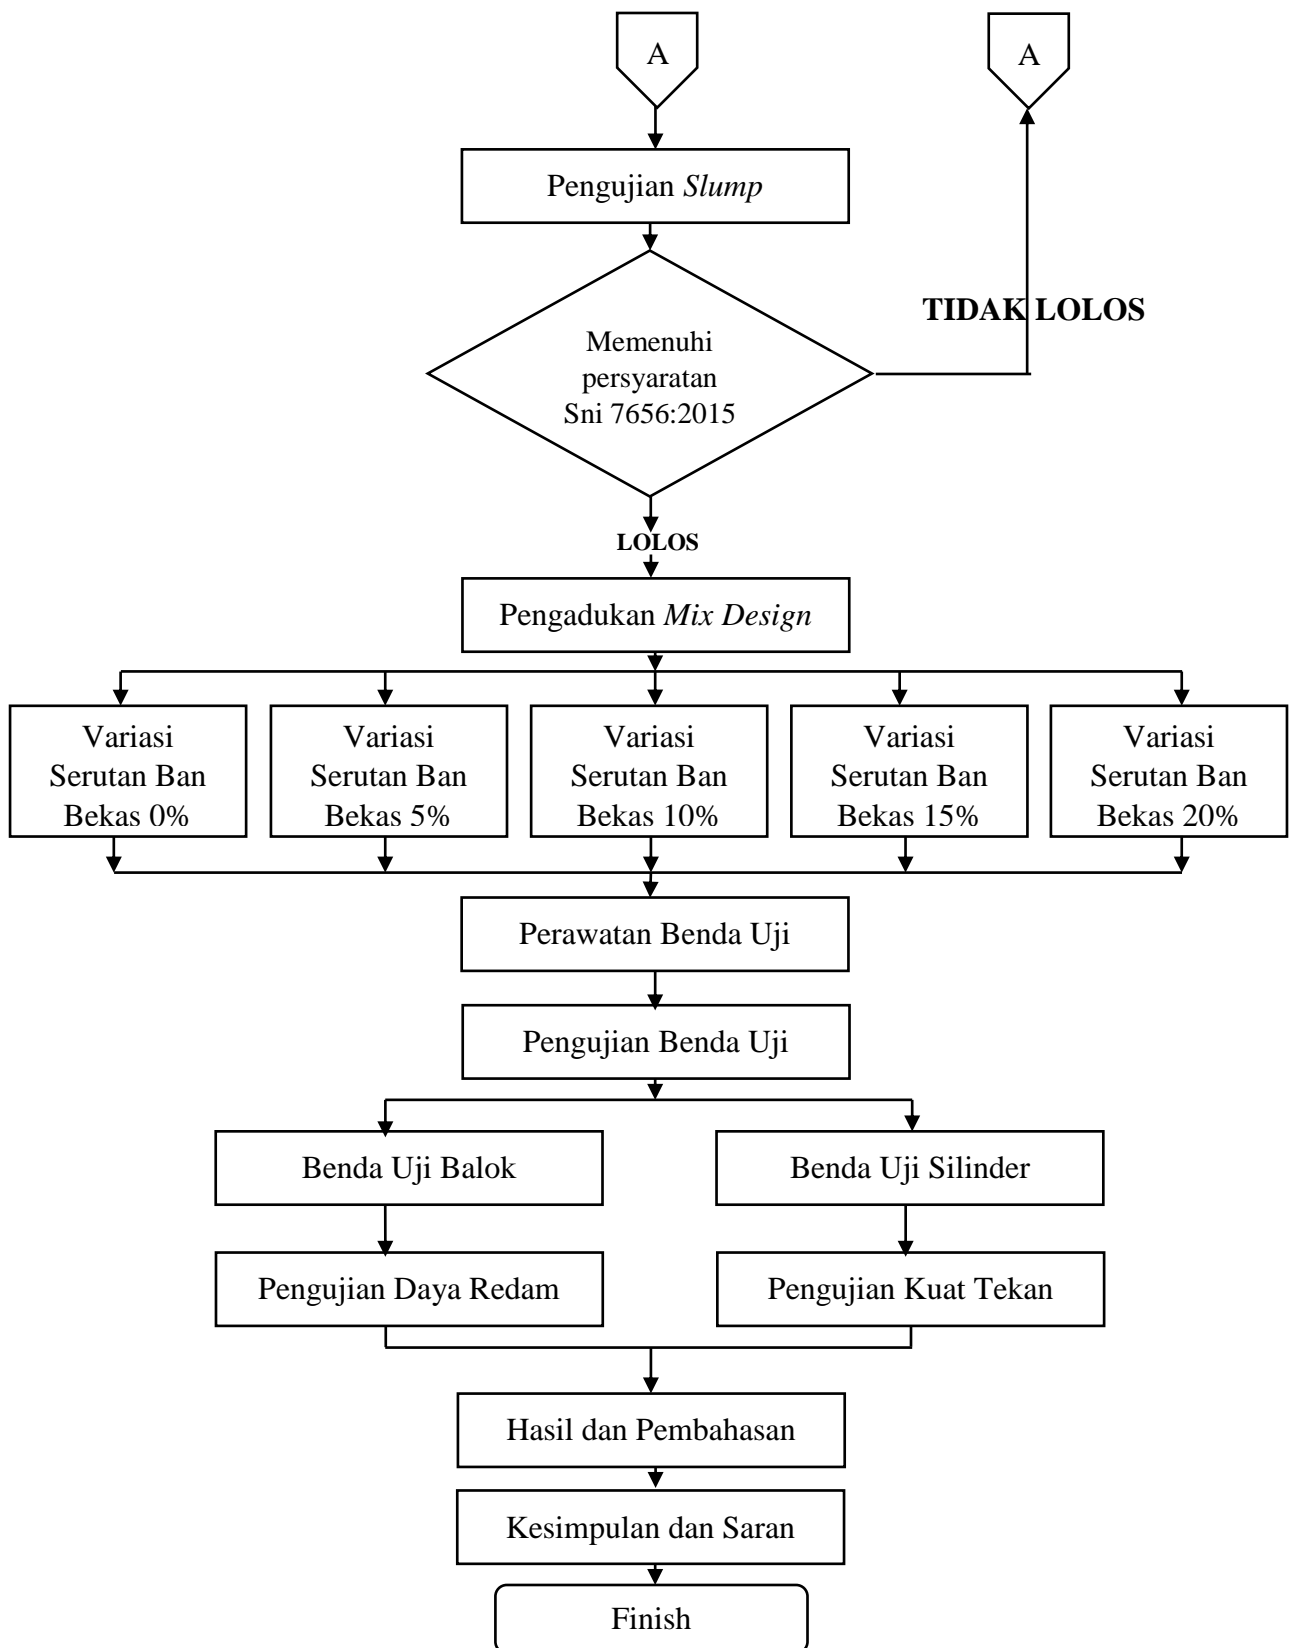 A
A
Pengujian Slump
TIDAK LOLOS
Memenuhi
persyaratan
Sni 7656:2015
LOLOS
Pengadukan Mix Design
Variasi
Serutan Ban
Bekas 0%
Variasi
Serutan Ban
Bekas 5%
Variasi
Serutan Ban
Bekas 10%
Variasi
Serutan Ban
Bekas 15%
Variasi
Serutan Ban
Bekas 20%
Perawatan Benda Uji
Pengujian Benda Uji
Benda Uji Balok
Benda Uji Silinder
Pengujian Daya Redam
Pengujian Kuat Tekan
Hasil dan Pembahasan
Kesimpulan dan Saran
Finish